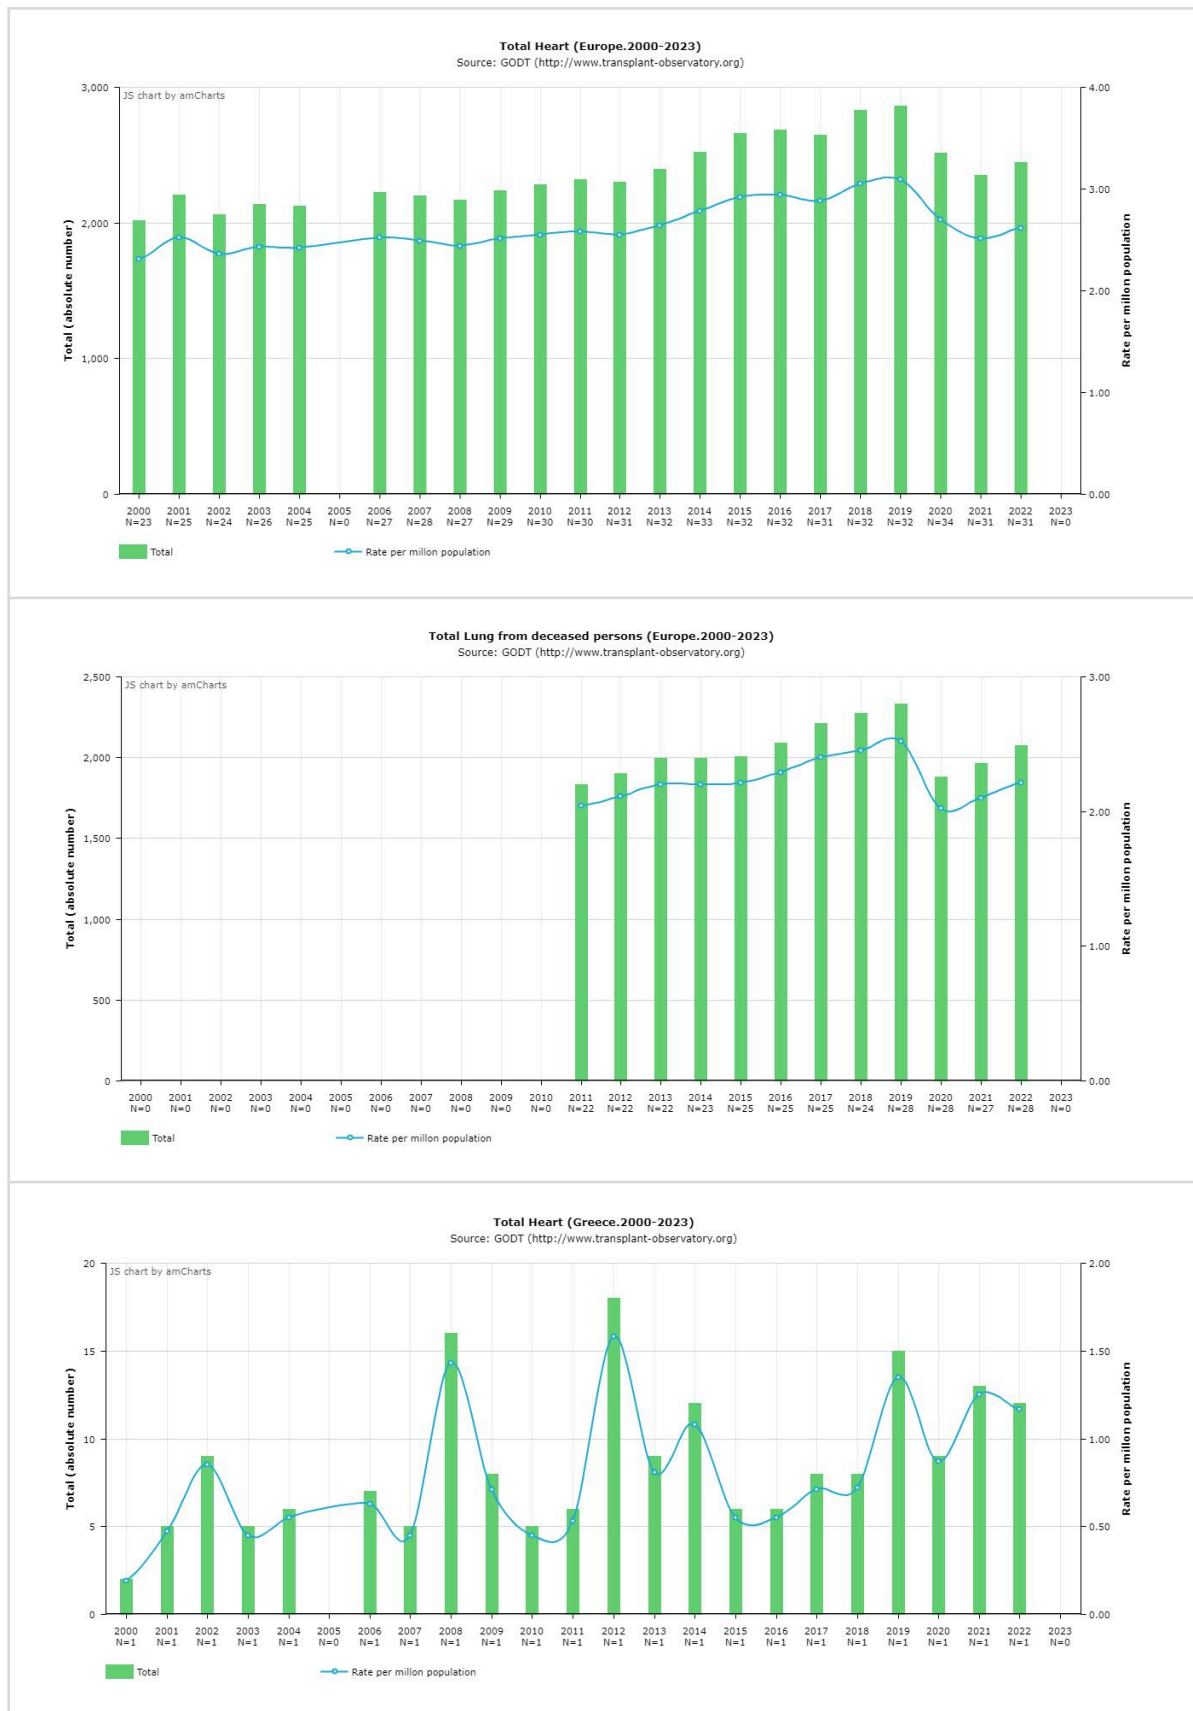 Total Heart (Europe.2000-2023)
Source: GODT (http://www.transplant-observatory.org)
JS chart by amCharts
Total (absolute number)
3,000
2,000
1,000
0
4.00
3.00
2.00
1.00
0.00
Rate per millon population
2000 2001 2002 2003 2004 2005 2006 2007 2008 2009 2010 2011 2012 2013 2014 2015 2016 2017 2018 2019 2020 2021 2022 2023
N=23 N=25 N=24 N=26 N=25 N=0 N=27 N=28 N=27 N=29 N=30 N=30 N=31 N=32 N=33 N=32 N=32 N=31 N=32 N=32 N=34 N=31 N=31 N=0
Total Rate per millon population
Total Lung from deceased persons (Europe.2000-2023)
Source: GODT (http://www.transplant-observatory.org)
JS chart by amCharts
Total (absolute number)
2,500
2,000
1,500
1,000
500
0
3.00
2.00
1.00
0.00
Rate per millon population
2000 2001 2002 2003 2004 2005 2006 2007 2008 2009 2010 2011 2012 2013 2014 2015 2016 2017 2018 2019 2020 2021 2022 2023
N=0 N=0 N=0 N=0 N=0 N=0 N=0 N=0 N=0 N=0 N=0 N=22 N=22 N=22 N=23 N=25 N=25 N=25 N=24 N=28 N=28 N=27 N=28 N=0
Total Rate per millon population
Total Heart (Greece.2000-2023)
Source: GODT (http://www.transplant-observatory.org)
JS chart by amCharts
Total (absolute number)
20
15
10
5
0
2.00
1.50
1.00
0.50
0.00
Rate per millon population
2000 2001 2002 2003 2004 2005 2006 2007 2008 2009 2010 2011 2012 2013 2014 2015 2016 2017 2018 2019 2020 2021 2022 2023
N=1 N=1 N=1 N=1 N=1 N=0 N=1 N=1 N=1 N=1 N=1 N=1 N=1 N=1 N=1 N=1 N=1 N=1 N=1 N=1 N=1 N=1 N=1 N=0
Total Rate per millon population